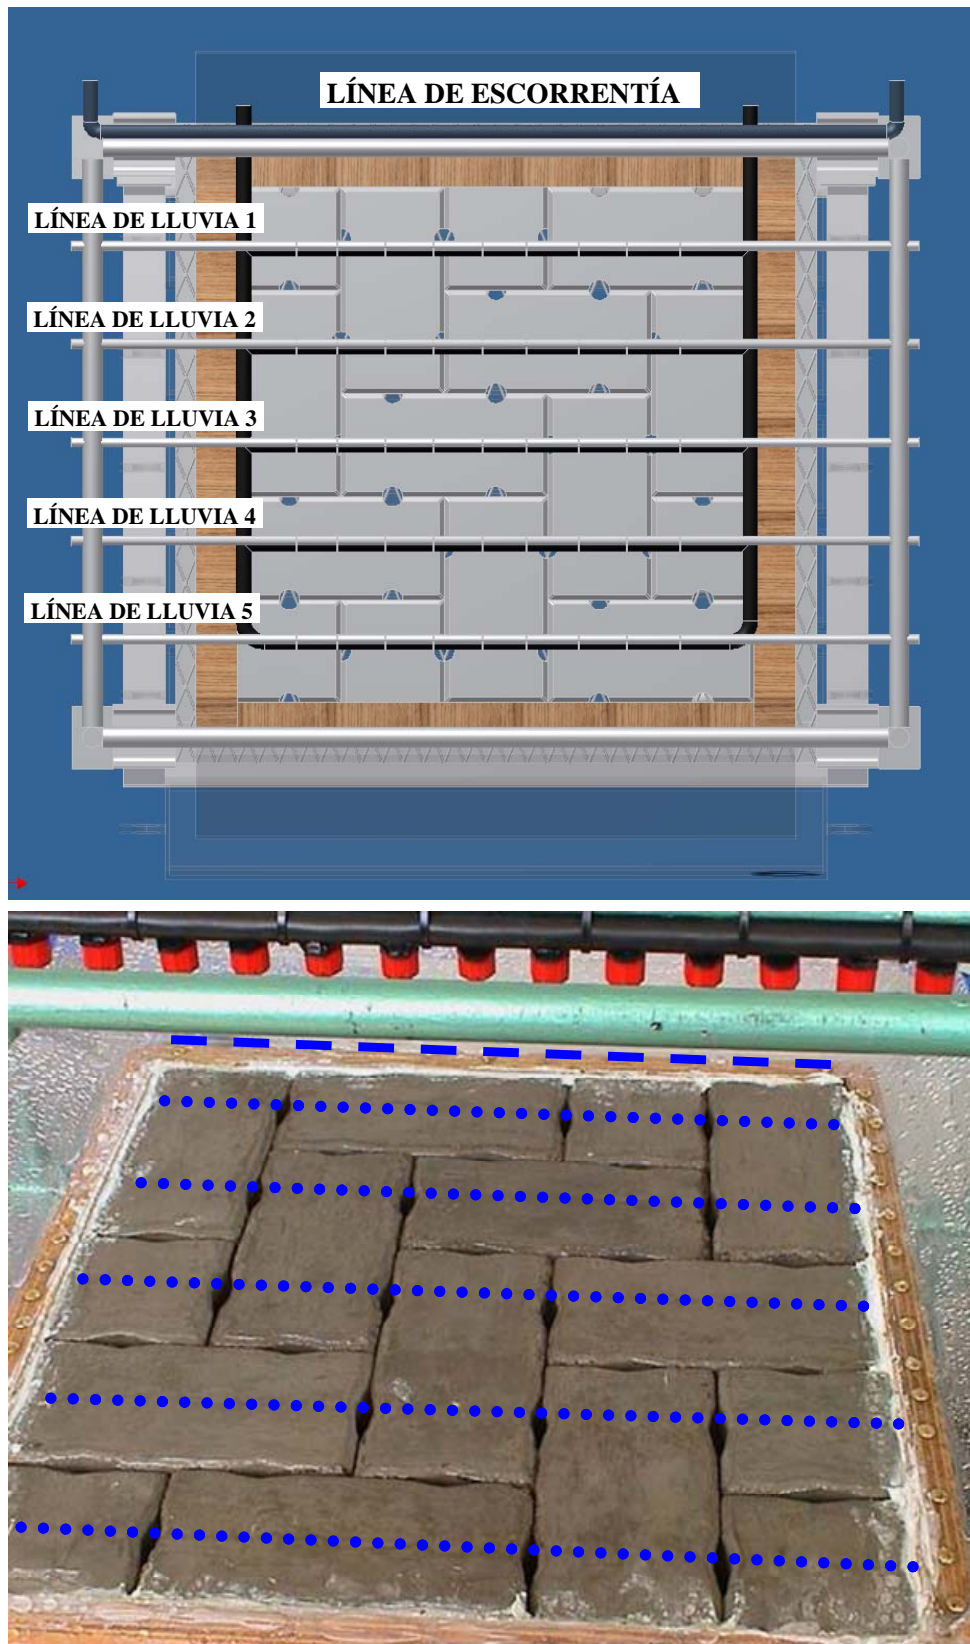 LÍNEA DE ESCORRENTÍA
LÍNEA DE LLUVIA 1
LÍNEA DE LLUVIA 2
LÍNEA DE LLUVIA 3
LÍNEA DE LLUVIA 4
LÍNEA DE LLUVIA 5